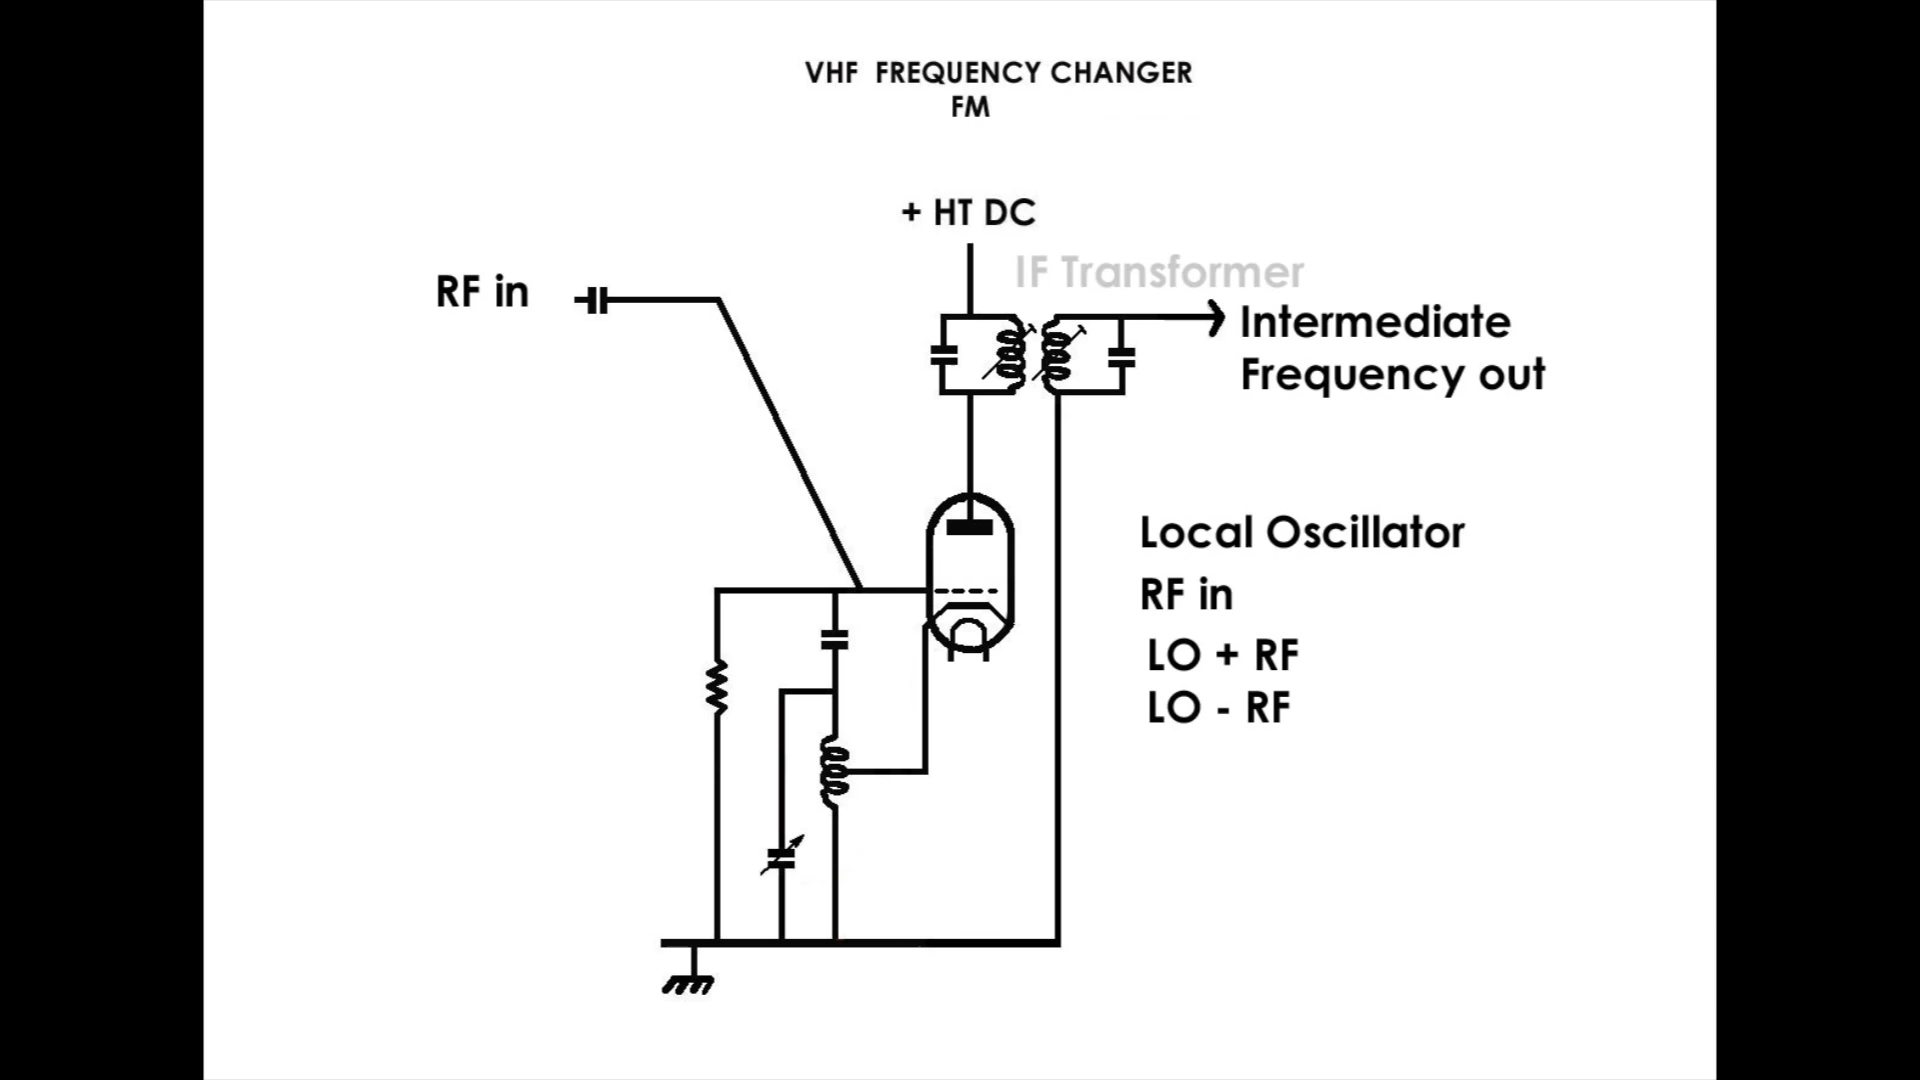 VHF FREQUENCY CHANGER
FM
+ HT DC
IF Transformer
RF in
Intermediate
Frequency out
Local Oscillator
RF in
LO + RF
LO - RF